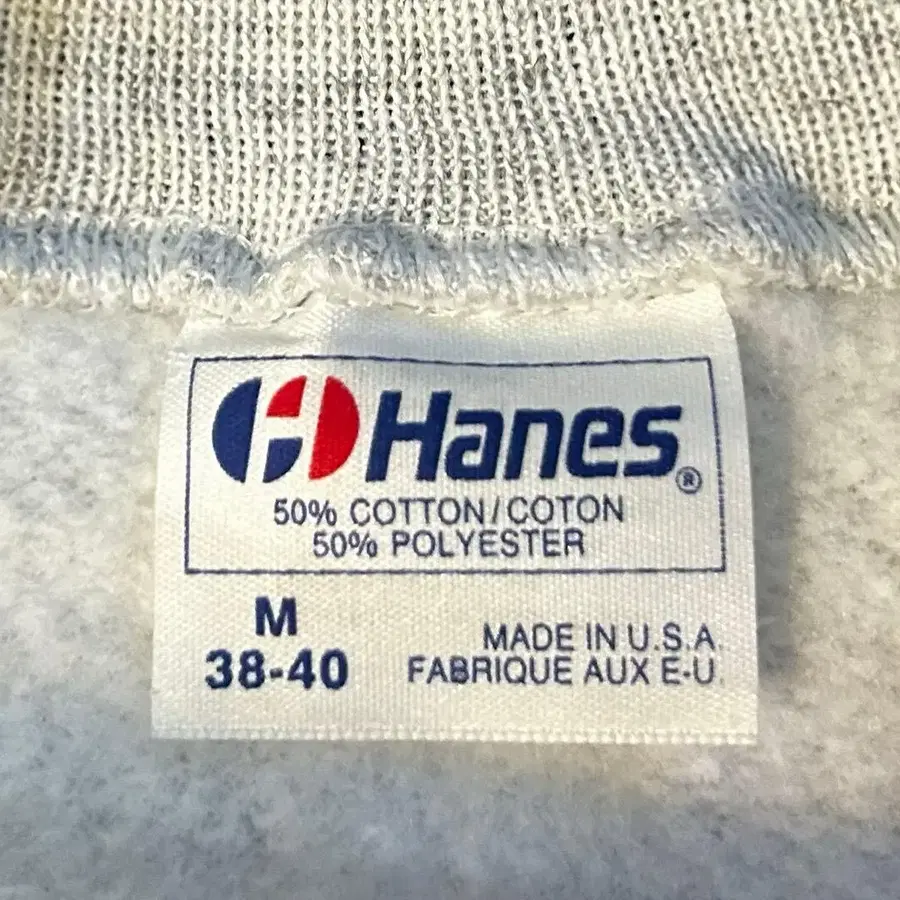 Hanes®
50% COTTON/COTON
50% POLYESTER
M
38-40
MADE IN U.S.A.
FABRIQUE AUX E-U